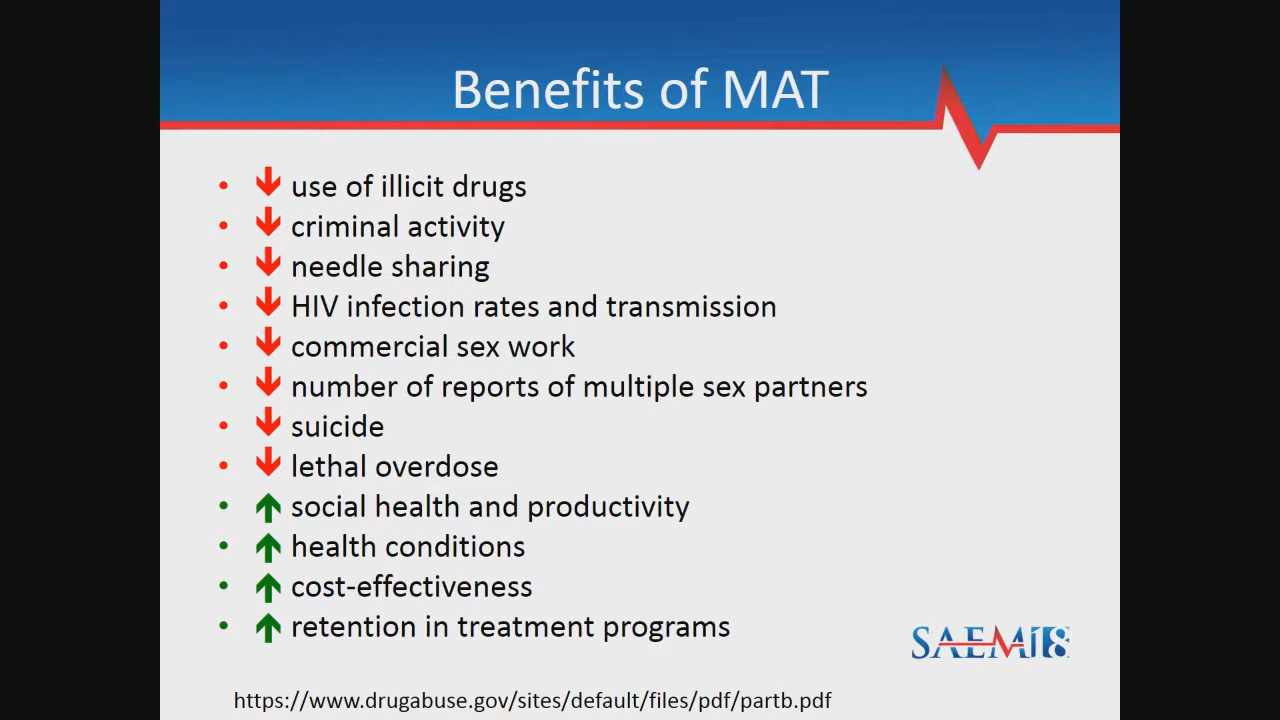 Benefits of MAT
• ↓ use of illicit drugs
• ↓ criminal activity
• ↓ needle sharing
• ↓ HIV infection rates and transmission
• ↓ commercial sex work
• ↓ number of reports of multiple sex partners
• ↓ suicide
• ↓ lethal overdose
• ↑ social health and productivity
• ↑ health conditions
• ↑ cost-effectiveness
• ↑ retention in treatment programs
SAEM18
https://www.drugabuse.gov/sites/default/files/pdf/partb.pdf